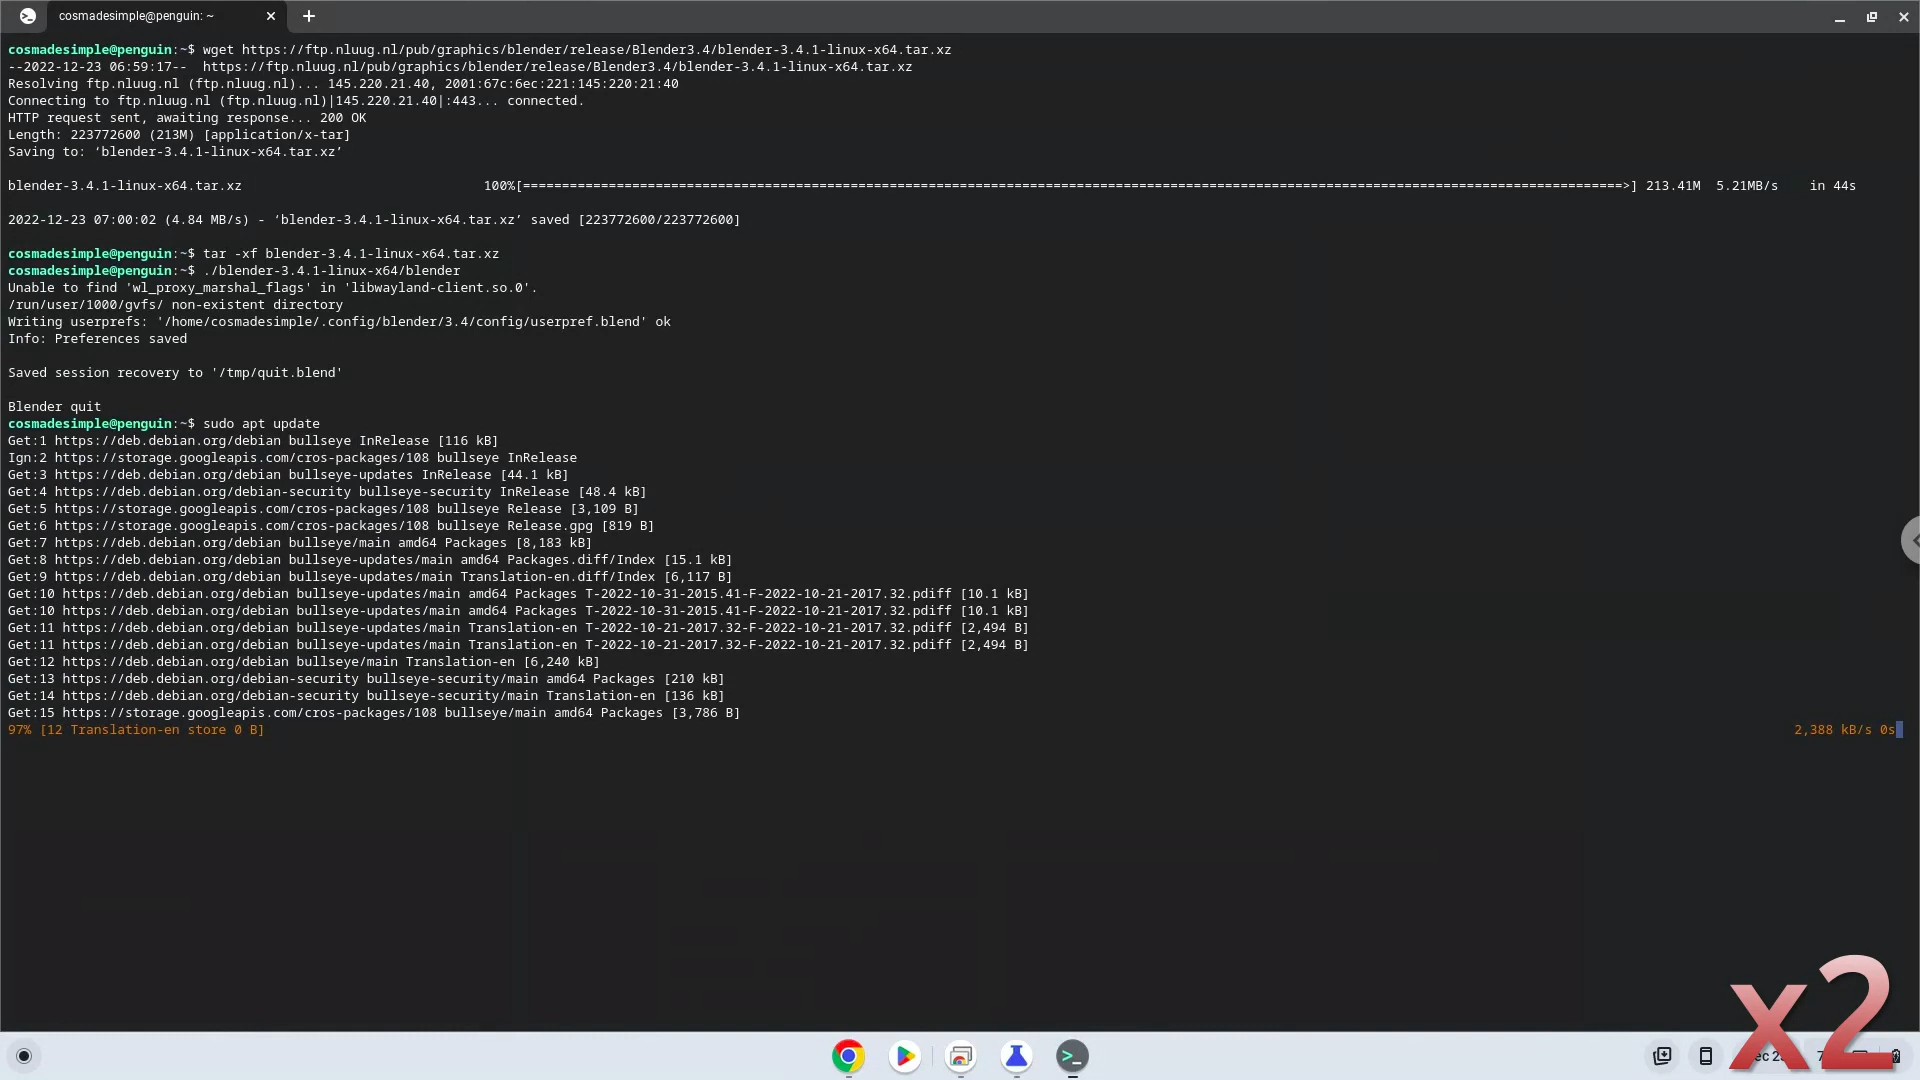 cosmadesimple@penguin: ~
cosmadesimple@penguin:~$ wget https://ftp.nluug.nl/pub/graphics/blender/release/Blender3.4/blender-3.4.1-linux-x64.tar.xz
--2022-12-23 06:59:17--  https://ftp.nluug.nl/pub/graphics/blender/release/Blender3.4/blender-3.4.1-linux-x64.tar.xz
Resolving ftp.nluug.nl (ftp.nluug.nl)... 145.220.21.40, 2001:67c:6ec:221:145:220:21:40
Connecting to ftp.nluug.nl (ftp.nluug.nl)|145.220.21.40|:443... connected.
HTTP request sent, awaiting response... 200 OK
Length: 223772600 (213M) [application/x-tar]
Saving to: ‘blender-3.4.1-linux-x64.tar.xz’
blender-3.4.1-linux-x64.tar.xz 100%[=============================================================================================================================================>] 213.41M 5.21MB/s in 44s
2022-12-23 07:00:02 (4.84 MB/s) - ‘blender-3.4.1-linux-x64.tar.xz’ saved [223772600/223772600]
cosmadesimple@penguin:~$ tar -xf blender-3.4.1-linux-x64.tar.xz
cosmadesimple@penguin:~$ ./blender-3.4.1-linux-x64/blender
Unable to find 'wl_proxy_marshal_flags' in 'libwayland-client.so.0'.
/run/user/1000/gvfs/ non-existent directory
Writing userprefs: '/home/cosmadesimple/.config/blender/3.4/config/userpref.blend' ok
Info: Preferences saved
Saved session recovery to '/tmp/quit.blend'
Blender quit
cosmadesimple@penguin:~$ sudo apt update
Get:1 https://deb.debian.org/debian bullseye InRelease [116 kB]
Ign:2 https://storage.googleapis.com/cros-packages/108 bullseye InRelease
Get:3 https://deb.debian.org/debian bullseye-updates InRelease [44.1 kB]
Get:4 https://deb.debian.org/debian-security bullseye-security InRelease [48.4 kB]
Get:5 https://storage.googleapis.com/cros-packages/108 bullseye Release [3,109 B]
Get:6 https://storage.googleapis.com/cros-packages/108 bullseye Release.gpg [819 B]
Get:7 https://deb.debian.org/debian bullseye/main amd64 Packages [8,183 kB]
Get:8 https://deb.debian.org/debian bullseye-updates/main amd64 Packages.diff/Index [15.1 kB]
Get:9 https://deb.debian.org/debian bullseye-updates/main Translation-en.diff/Index [6,117 B]
Get:10 https://deb.debian.org/debian bullseye-updates/main amd64 Packages T-2022-10-31-2015.41-F-2022-10-21-2017.32.pdiff [10.1 kB]
Get:10 https://deb.debian.org/debian bullseye-updates/main amd64 Packages T-2022-10-31-2015.41-F-2022-10-21-2017.32.pdiff [10.1 kB]
Get:11 https://deb.debian.org/debian bullseye-updates/main Translation-en T-2022-10-21-2017.32-F-2022-10-21-2017.32.pdiff [2,494 B]
Get:11 https://deb.debian.org/debian bullseye-updates/main Translation-en T-2022-10-21-2017.32-F-2022-10-21-2017.32.pdiff [2,494 B]
Get:12 https://deb.debian.org/debian bullseye/main Translation-en [6,240 kB]
Get:13 https://deb.debian.org/debian-security bullseye-security/main amd64 Packages [210 kB]
Get:14 https://deb.debian.org/debian-security bullseye-security/main Translation-en [136 kB]
Get:15 https://storage.googleapis.com/cros-packages/108 bullseye/main amd64 Packages [3,786 B]
97% [12 Translation-en store 0 B] 2,388 kB/s 0s
x2